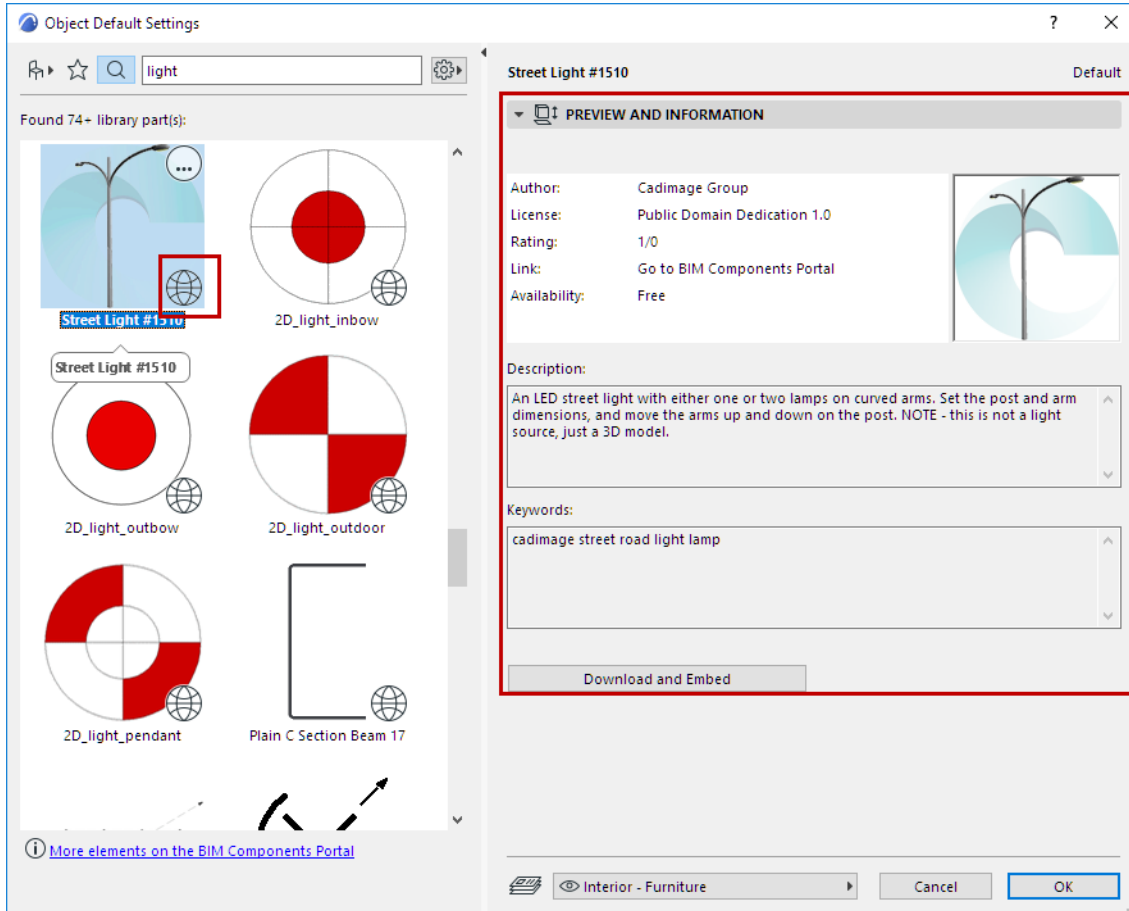 Object Default Settings
?
light
Found 74+ library part(s):
...
Street Light #1510
2D_light_inbow
Street Light #1510
2D_light_outbow
2D_light_outdoor
2D_light_pendant
Plain C Section Beam 17
More elements on the BIM Components Portal
Street Light #1510 Default
PREVIEW AND INFORMATION
Author: Cadimage Group
License: Public Domain Dedication 1.0
Rating: 1/0
Link: Go to BIM Components Portal
Availability: Free
Description:
An LED street light with either one or two lamps on curved arms. Set the post and arm
dimensions, and move the arms up and down on the post. NOTE - this is not a light
source, just a 3D model.
Keywords:
cadimage street road light lamp
Download and Embed
Interior - Furniture
Cancel
OK